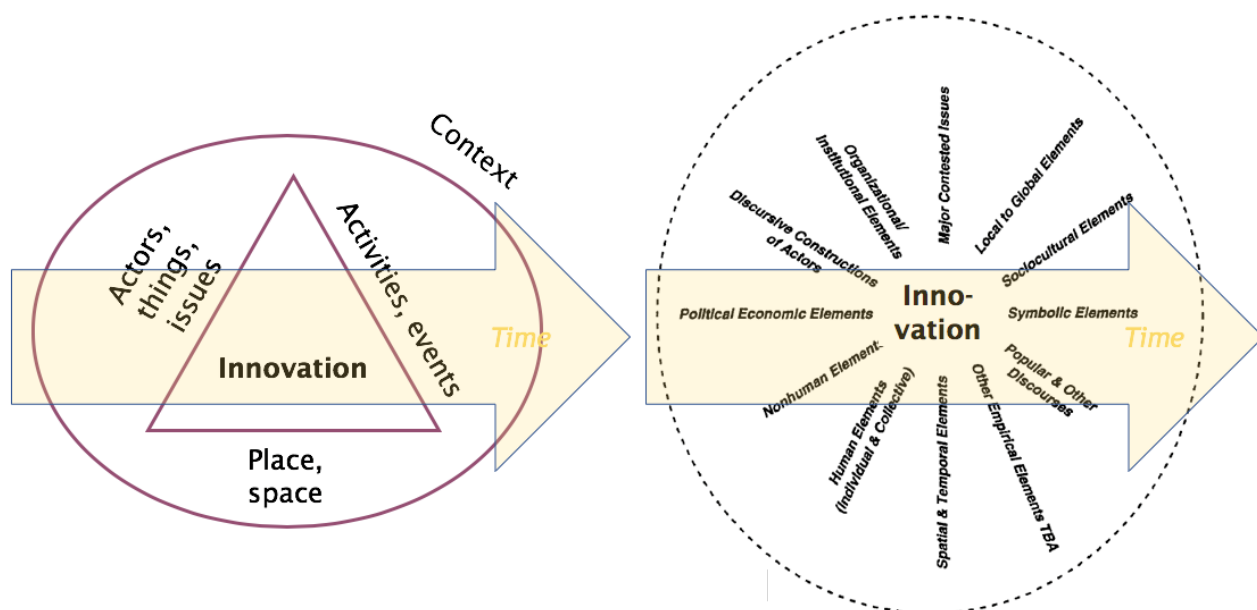 Context
Actors,
things,
issues
Activities, events
Innovation
Time
Place,
space
Major Contested Issues
Organizational/
Institutional Elements
Local to Global Elements
Discursive Constructions
of Actors
Sociocultural Elements
Political Economic Elements
Inno-
vation
Symbolic Elements
Time
Nonhuman Element
Popular & Other
Discourses
Human Elements
(Individual & Collective)
Spatial & Temporal Elements
Other Empirical Elements TBA